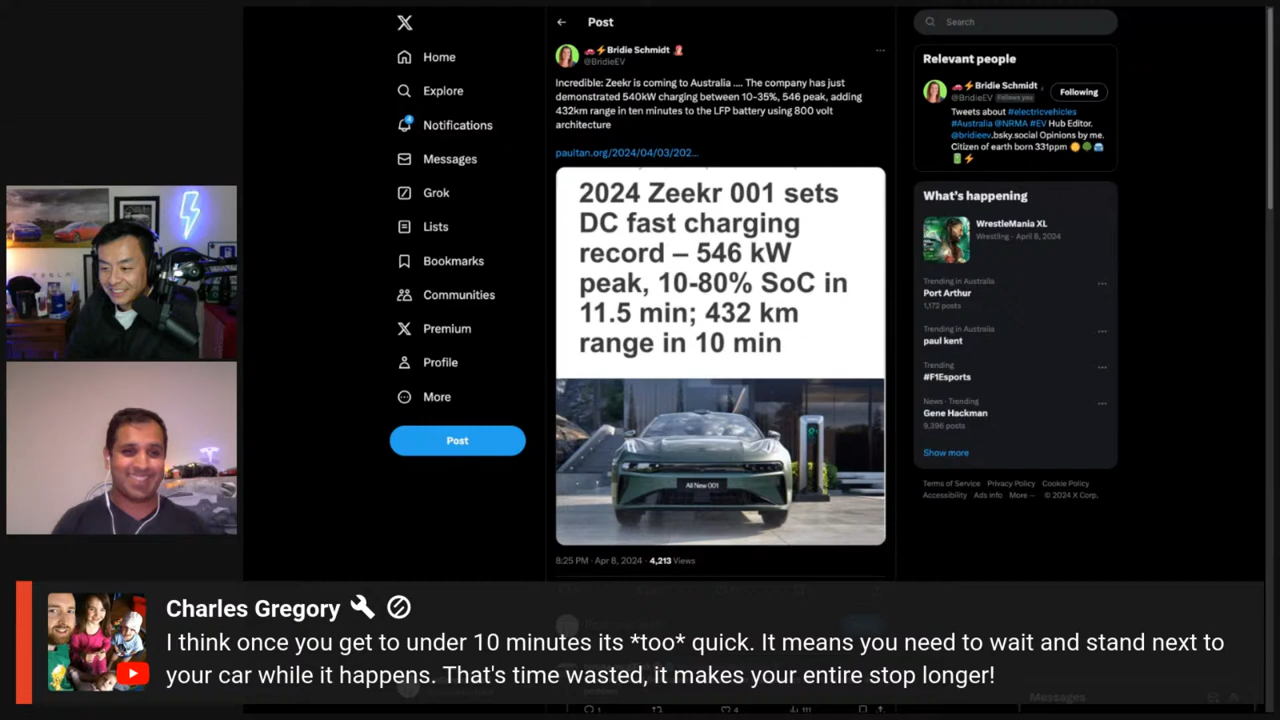 Post
Search
Home
Explore
4
Notifications
Messages
Grok
Lists
Bookmarks
Communities
Premium
Profile
More
Post
Bridie Schmidt
@BridieEV
Incredible: Zeekr is coming to Australia .... The company has just
demonstrated 540kW charging between 10-35%, 546 peak, adding
432km range in ten minutes to the LFP battery using 800 volt
architecture
paultan.org/2024/04/03/202...
2024 Zeekr 001 sets
DC fast charging
record – 546 kW
peak, 10-80% SoC in
11.5 min; 432 km
range in 10 min
All New 001
8:25 PM · Apr 8, 2024 · 4,213 Views
Relevant people
Bridie Schmidt
@BridieEV Follows you
Following
Tweets about #electricvehicles
#Australia @NRMA #EV Hub Editor.
@bridieev.bsky.social Opinions by me.
Citizen of earth born 331ppm
What's happening
WrestleMania XL
Wrestling · April 8, 2024
Trending in Australia
Port Arthur
1,172 posts
Trending in Australia
paul kent
Trending
#F1Esports
News · Trending
Gene Hackman
9,396 posts
Show more
Terms of Service Privacy Policy Cookie Policy
Accessibility Ads info More ··· © 2024 X Corp.
Charles Gregory
I think once you get to under 10 minutes its *too* quick. It means you need to wait and stand next to
your car while it happens. That's time wasted, it makes your entire stop longer!
Messages